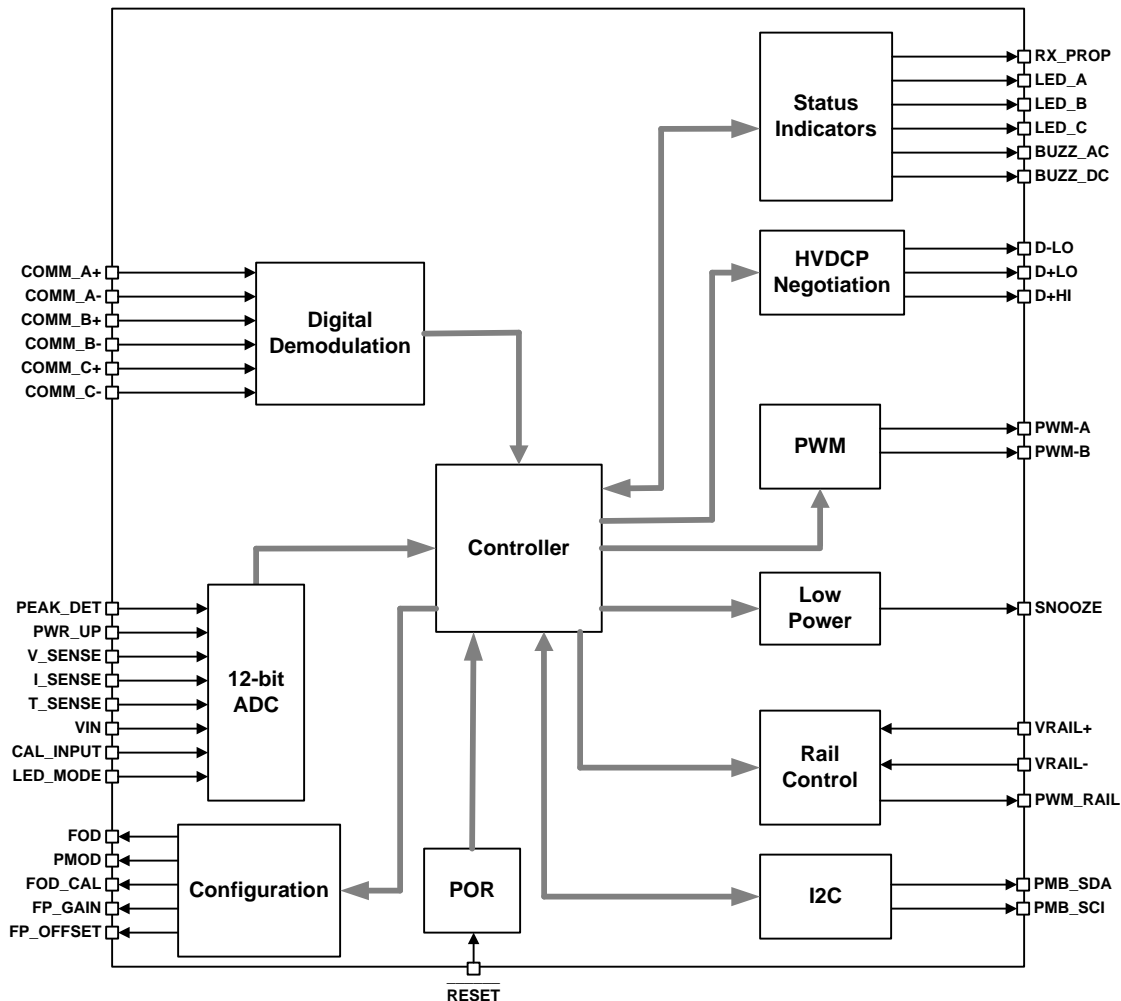 RX_PROP
LED_A
LED_B
LED_C
BUZZ_AC
BUZZ_DC
Status
Indicators
HVDCP
Negotiation
D-LO
D+LO
D+HI
COMM_A+
COMM_A-
COMM_B+
COMM_B-
COMM_C+
COMM_C-
Digital
Demodulation
PWM
PWM-A
PWM-B
Controller
Low
Power
SNOOZE
PEAK_DET
PWR_UP
V_SENSE
I_SENSE
T_SENSE
VIN
CAL_INPUT
LED_MODE
12-bit
ADC
Rail
Control
VRAIL+
VRAIL-
PWM_RAIL
FOD
PMOD
FOD_CAL
FP_GAIN
FP_OFFSET
Configuration
POR
I2C
PMB_SDA
PMB_SCI
RESET